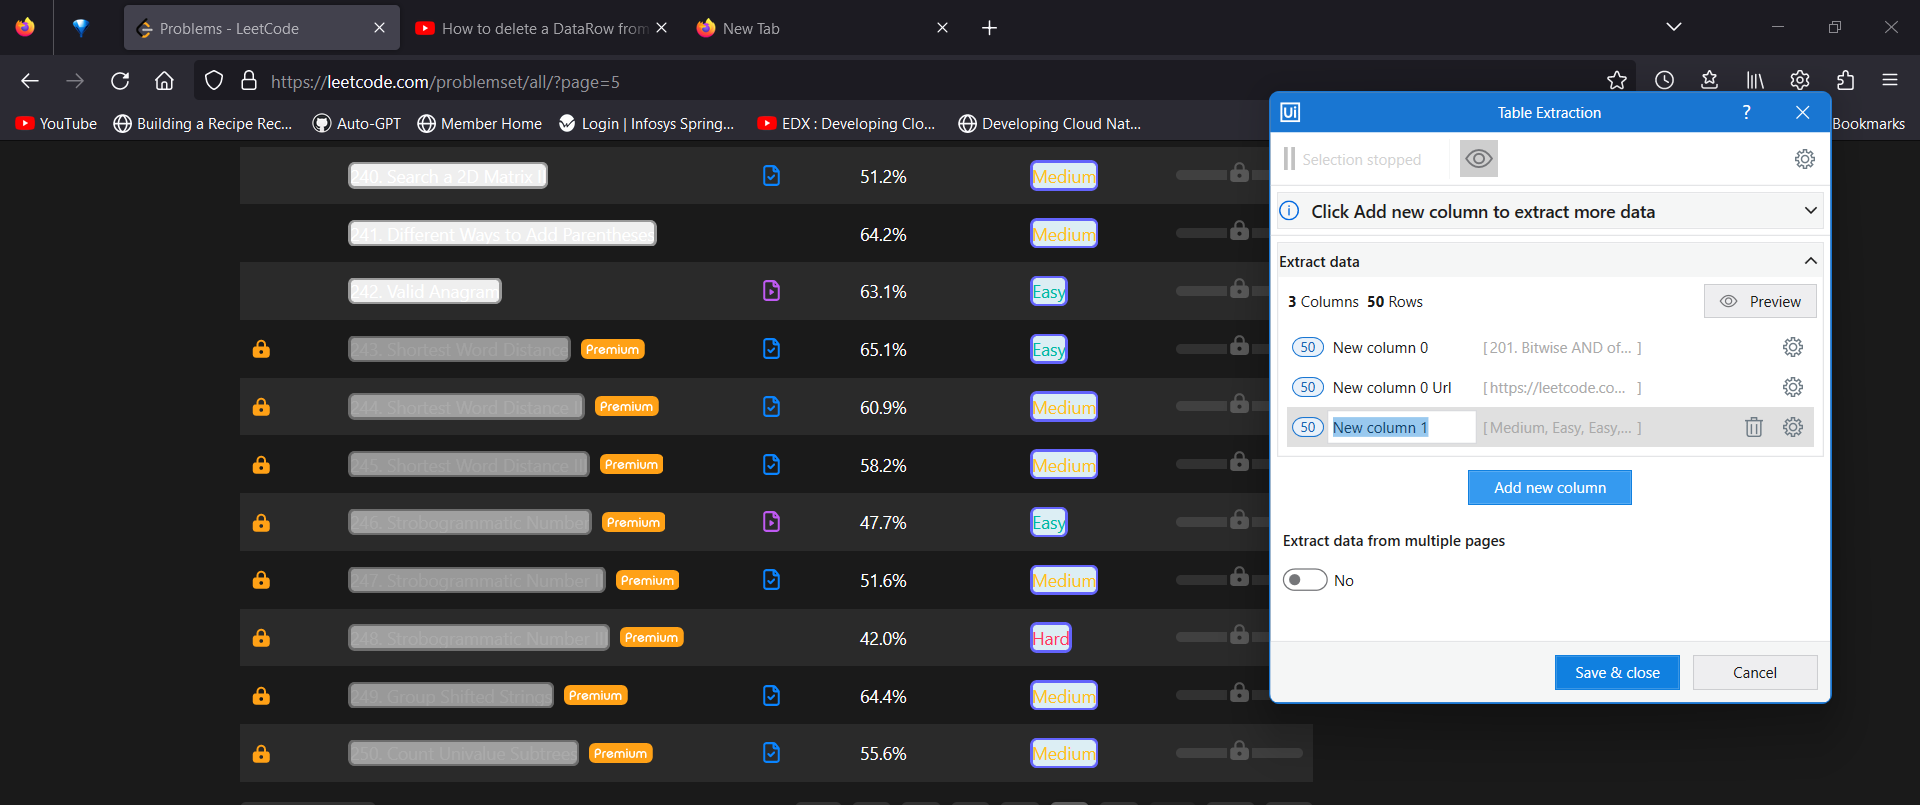 Problems - LeetCode
How to delete a DataRow from
New Tab
https://leetcode.com/problemset/all/?page=5
YouTube
Building a Recipe Rec...
Auto-GPT
Member Home
Login | Infosys Spring...
EDX : Developing Clo...
Developing Cloud Nat...
Bookmarks
240. Search a 2D Matrix II 51.2% Medium
241. Different Ways to Add Parentheses 64.2% Medium
242. Valid Anagram 63.1% Easy
243. Shortest Word Distance Premium 65.1% Easy
244. Shortest Word Distance II Premium 60.9% Medium
245. Shortest Word Distance III Premium 58.2% Medium
246. Strobogrammatic Number Premium 47.7% Easy
247. Strobogrammatic Number II Premium 51.6% Medium
248. Strobogrammatic Number III Premium 42.0% Hard
249. Group Shifted Strings Premium 64.4% Medium
250. Count Univalue Subtrees Premium 55.6% Medium
Ui Table Extraction ?
Selection stopped
Click Add new column to extract more data
Extract data
3 Columns 50 Rows
Preview
50 New column 0 [ 201. Bitwise AND of... ]
50 New column 0 Url [ https://leetcode.co... ]
50 New column 1 [ Medium, Easy, Easy,... ]
Add new column
Extract data from multiple pages
No
Save & close
Cancel